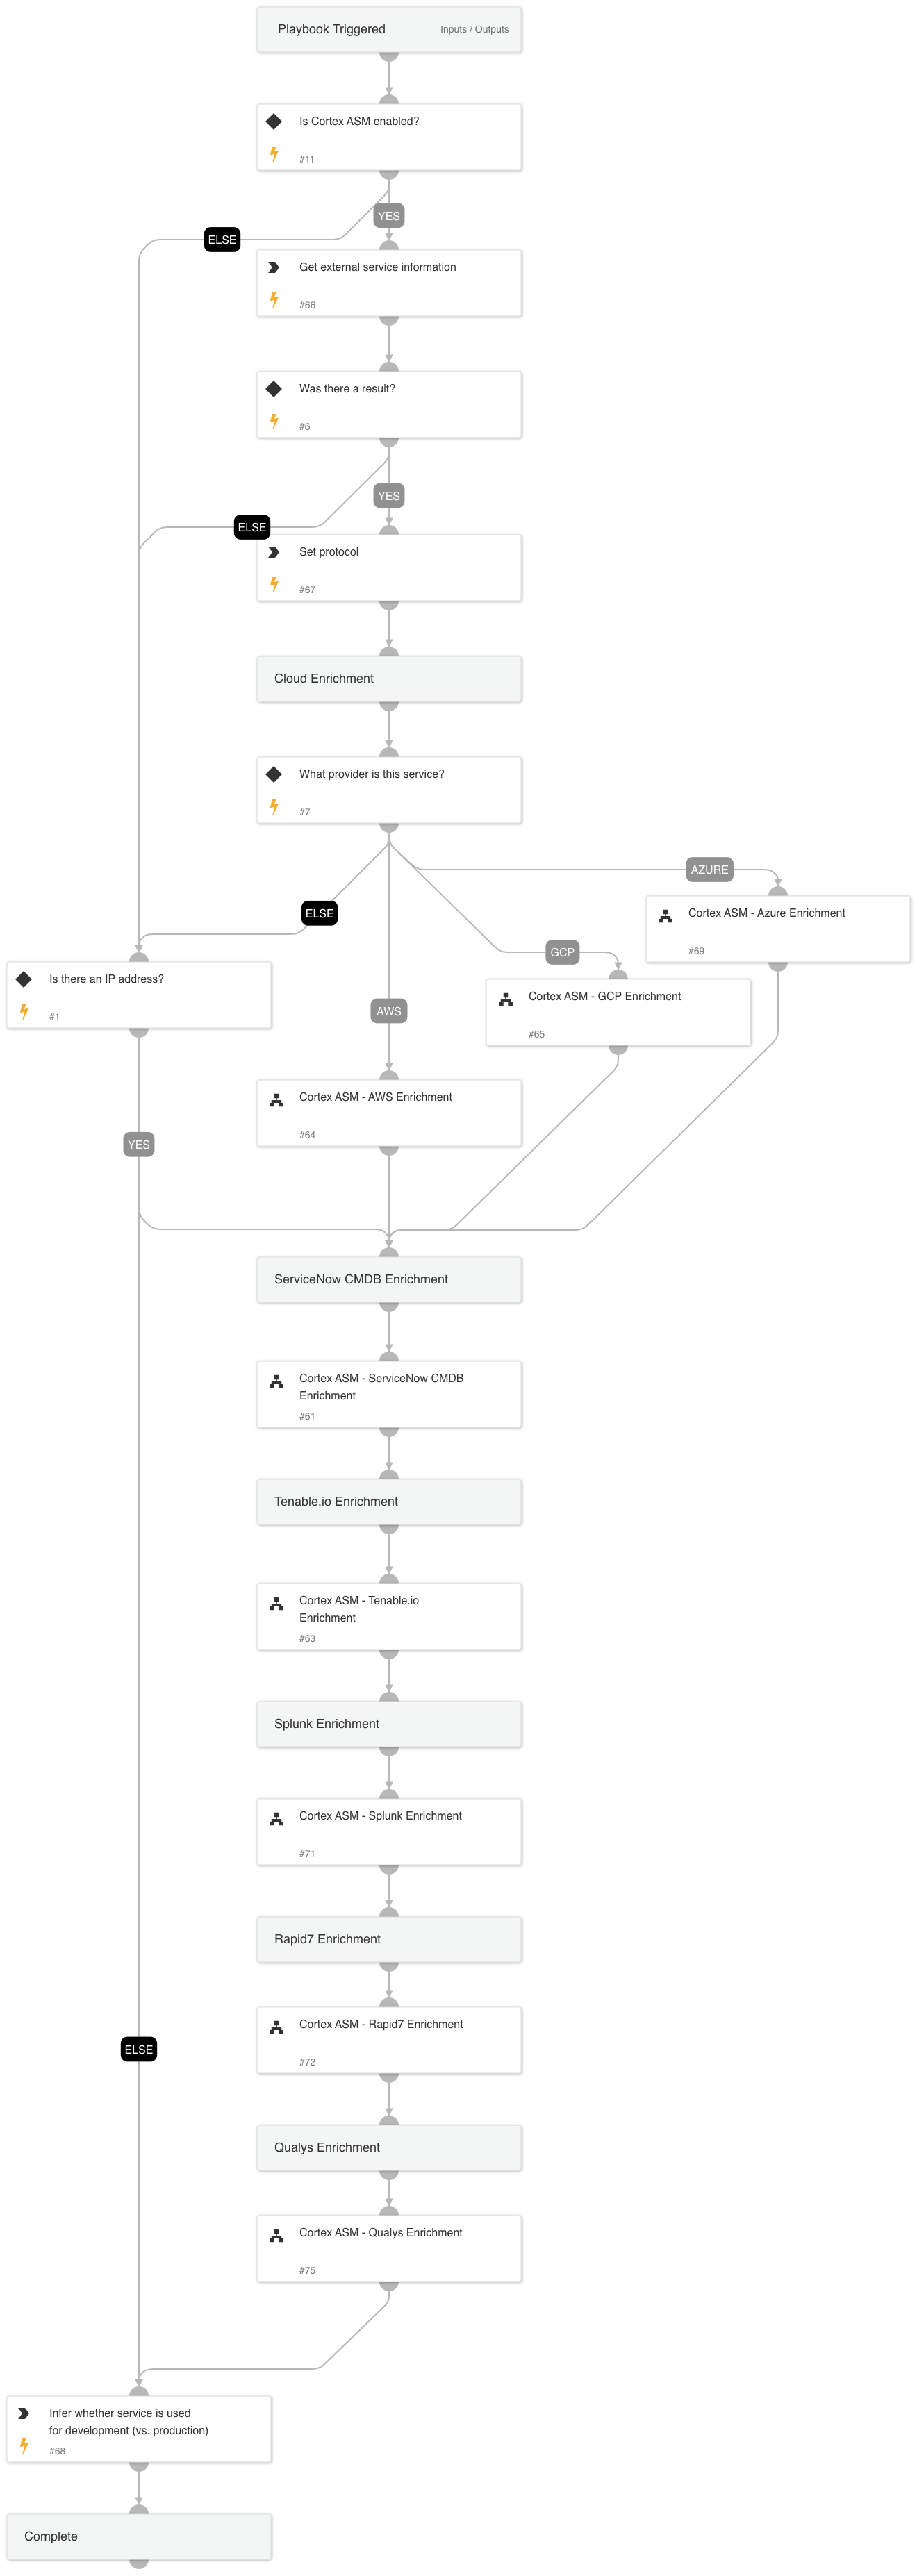 Playbook Triggered
Inputs / Outputs
Is Cortex ASM enabled?
#11
YES
ELSE
Get external service information
#66
Was there a result?
#6
YES
ELSE
Set protocol
#67
Cloud Enrichment
What provider is this service?
#7
AZURE
ELSE
Cortex ASM - Azure Enrichment
#69
GCP
Is there an IP address?
#1
Cortex ASM - GCP Enrichment
#65
AWS
Cortex ASM - AWS Enrichment
#64
YES
ServiceNow CMDB Enrichment
Cortex ASM - ServiceNow CMDB
Enrichment
#61
Tenable.io Enrichment
Cortex ASM - Tenable.io
Enrichment
#63
Splunk Enrichment
Cortex ASM - Splunk Enrichment
#71
Rapid7 Enrichment
Cortex ASM - Rapid7 Enrichment
#72
ELSE
Qualys Enrichment
Cortex ASM - Qualys Enrichment
#75
Infer whether service is used
for development (vs. production)
#68
Complete